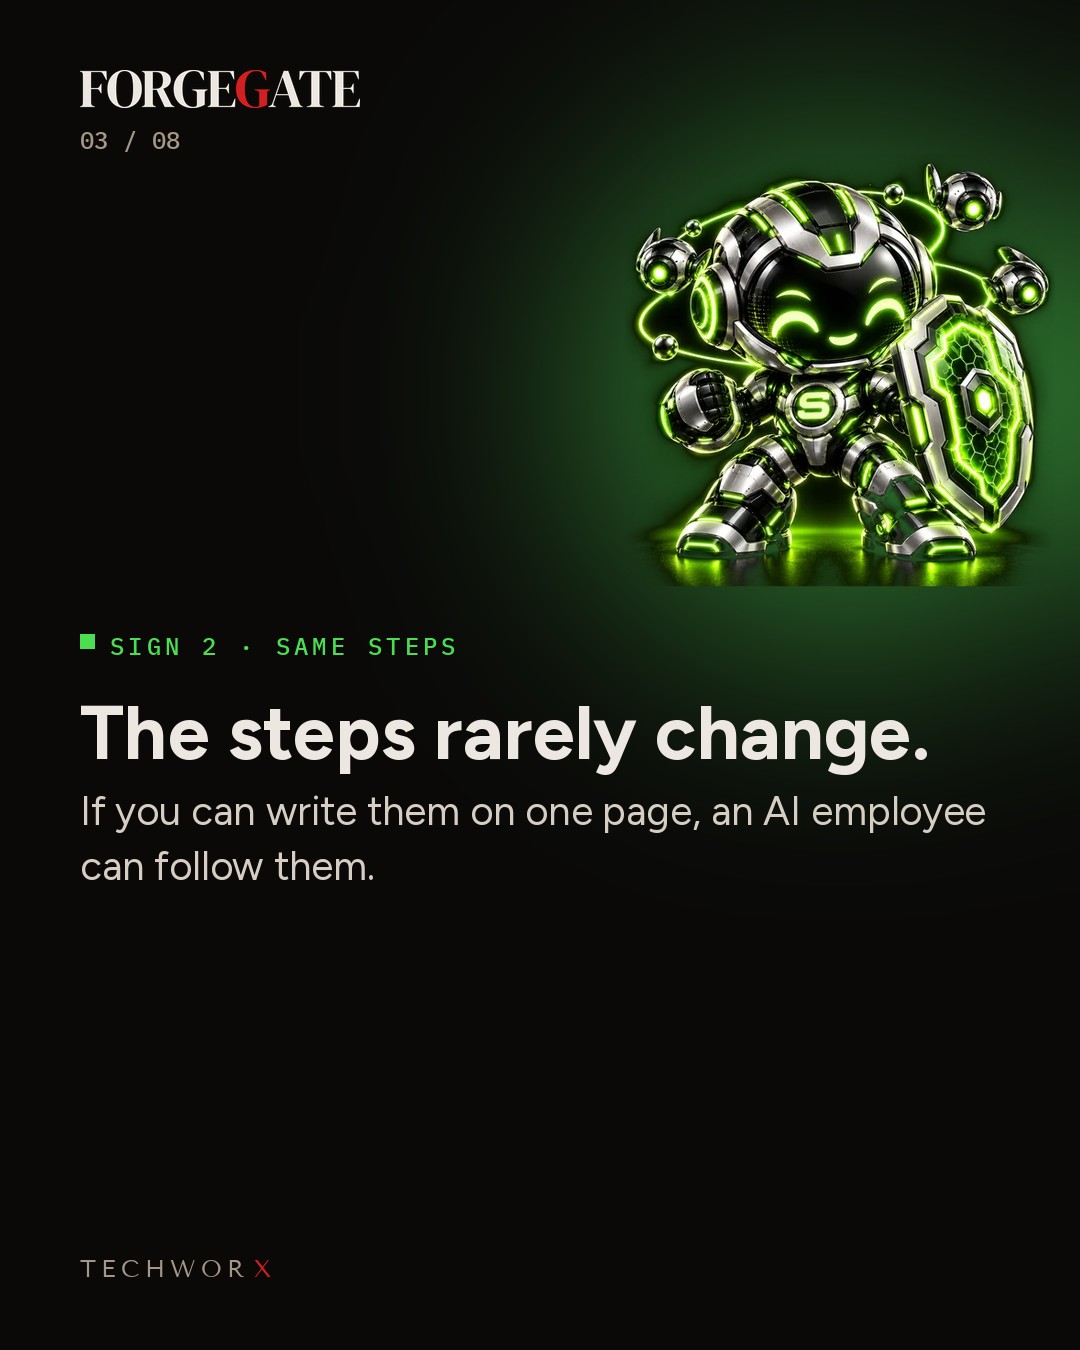 FORGEGATE
03 / 08
S
SIGN 2 · SAME STEPS
The steps rarely change.
If you can write them on one page, an AI employee
can follow them.
TECHWORX